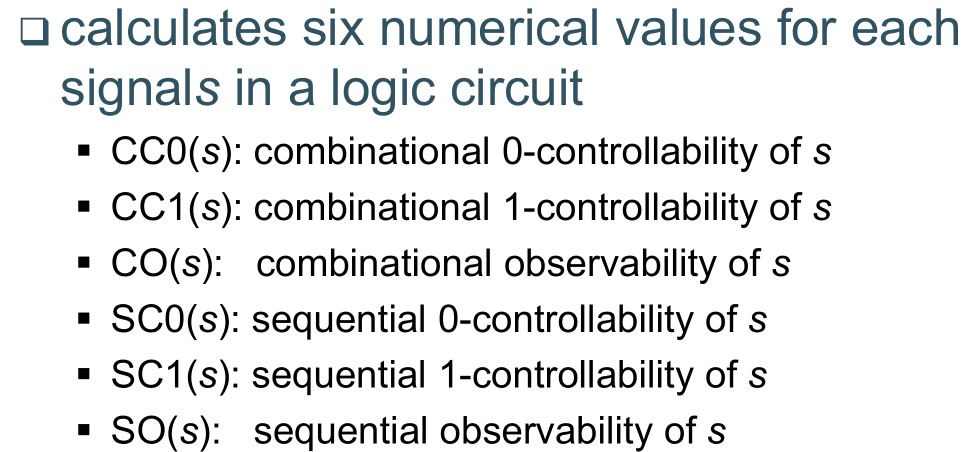 ❑ calculates six numerical values for each
signals in a logic circuit
▪ CC0(s): combinational 0-controllability of s
▪ CC1(s): combinational 1-controllability of s
▪ CO(s): combinational observability of s
▪ SC0(s): sequential 0-controllability of s
▪ SC1(s): sequential 1-controllability of s
▪ SO(s): sequential observability of s